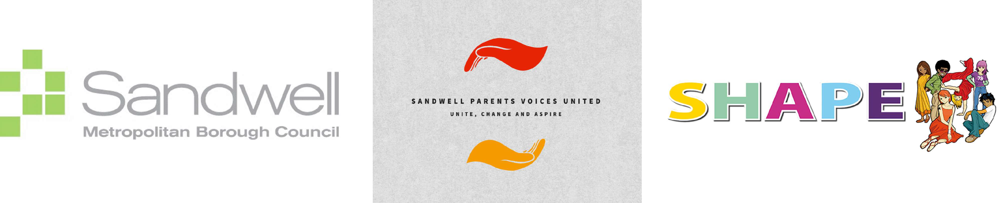 Sandwell
Metropolitan Borough Council
SANDWELL PARENTS VOICES UNITED
UNITE, CHANGE AND ASPIRE
SHAPE
78